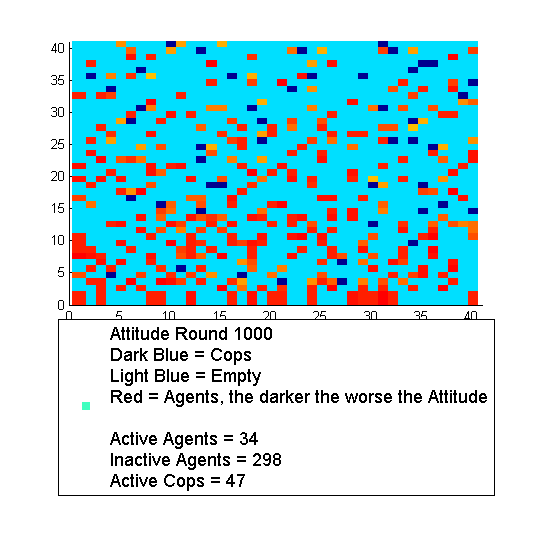 40
35
30
25
20
15
10
5
0
0 5 10 15 20 25 30 35 40
Attitude Round 1000
Dark Blue = Cops
Light Blue = Empty
Red = Agents, the darker the worse the Attitude
Active Agents = 34
Inactive Agents = 298
Active Cops = 47